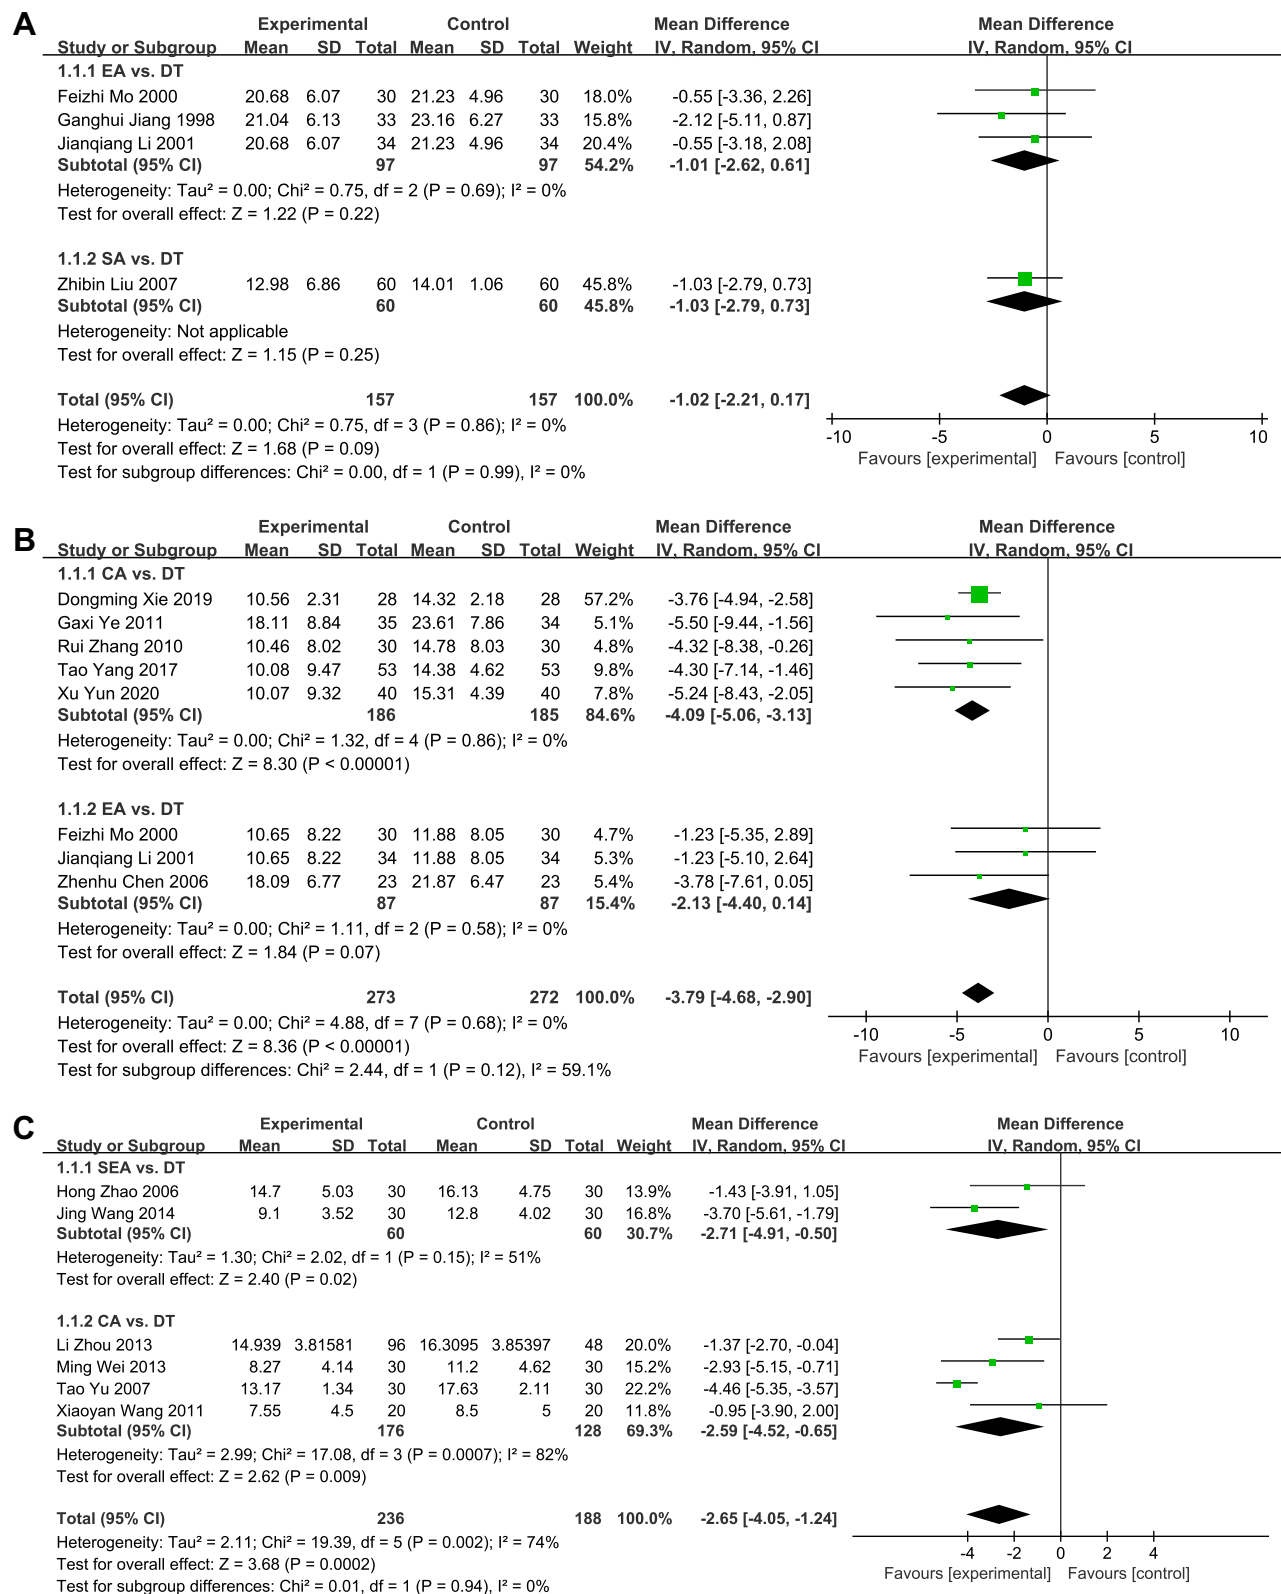 A
Experimental Control Mean Difference Mean Difference
Study or Subgroup Mean SD Total Mean SD Total Weight IV, Random, 95% CI IV, Random, 95% CI
1.1.1 EA vs. DT
Feizhi Mo 2000 20.68 6.07 30 21.23 4.96 30 18.0% -0.55 [-3.36, 2.26]
Ganghui Jiang 1998 21.04 6.13 33 23.16 6.27 33 15.8% -2.12 [-5.11, 0.87]
Jianqiang Li 2001 20.68 6.07 34 21.23 4.96 34 20.4% -0.55 [-3.18, 2.08]
Subtotal (95% CI) 97 97 54.2% -1.01 [-2.62, 0.61]
Heterogeneity: Tau² = 0.00; Chi² = 0.75, df = 2 (P = 0.69); I² = 0%
Test for overall effect: Z = 1.22 (P = 0.22)
1.1.2 SA vs. DT
Zhibin Liu 2007 12.98 6.86 60 14.01 1.06 60 45.8% -1.03 [-2.79, 0.73]
Subtotal (95% CI) 60 60 45.8% -1.03 [-2.79, 0.73]
Heterogeneity: Not applicable
Test for overall effect: Z = 1.15 (P = 0.25)
Total (95% CI) 157 157 100.0% -1.02 [-2.21, 0.17]
Heterogeneity: Tau² = 0.00; Chi² = 0.75, df = 3 (P = 0.86); I² = 0%
Test for overall effect: Z = 1.68 (P = 0.09)
Test for subgroup differences: Chi² = 0.00, df = 1 (P = 0.99), I² = 0%
-10 -5 0 5 10
Favours [experimental] Favours [control]
B
Experimental Control Mean Difference Mean Difference
Study or Subgroup Mean SD Total Mean SD Total Weight IV, Random, 95% CI IV, Random, 95% CI
1.1.1 CA vs. DT
Dongming Xie 2019 10.56 2.31 28 14.32 2.18 28 57.2% -3.76 [-4.94, -2.58]
Gaxi Ye 2011 18.11 8.84 35 23.61 7.86 34 5.1% -5.50 [-9.44, -1.56]
Rui Zhang 2010 10.46 8.02 30 14.78 8.03 30 4.8% -4.32 [-8.38, -0.26]
Tao Yang 2017 10.08 9.47 53 14.38 4.62 53 9.8% -4.30 [-7.14, -1.46]
Xu Yun 2020 10.07 9.32 40 15.31 4.39 40 7.8% -5.24 [-8.43, -2.05]
Subtotal (95% CI) 186 185 84.6% -4.09 [-5.06, -3.13]
Heterogeneity: Tau² = 0.00; Chi² = 1.32, df = 4 (P = 0.86); I² = 0%
Test for overall effect: Z = 8.30 (P < 0.00001)
1.1.2 EA vs. DT
Feizhi Mo 2000 10.65 8.22 30 11.88 8.05 30 4.7% -1.23 [-5.35, 2.89]
Jianqiang Li 2001 10.65 8.22 34 11.88 8.05 34 5.3% -1.23 [-5.10, 2.64]
Zhenhu Chen 2006 18.09 6.77 23 21.87 6.47 23 5.4% -3.78 [-7.61, 0.05]
Subtotal (95% CI) 87 87 15.4% -2.13 [-4.40, 0.14]
Heterogeneity: Tau² = 0.00; Chi² = 1.11, df = 2 (P = 0.58); I² = 0%
Test for overall effect: Z = 1.84 (P = 0.07)
Total (95% CI) 273 272 100.0% -3.79 [-4.68, -2.90]
Heterogeneity: Tau² = 0.00; Chi² = 4.88, df = 7 (P = 0.68); I² = 0%
Test for overall effect: Z = 8.36 (P < 0.00001)
Test for subgroup differences: Chi² = 2.44, df = 1 (P = 0.12), I² = 59.1%
-10 -5 0 5 10
Favours [experimental] Favours [control]
C
Experimental Control Mean Difference Mean Difference
Study or Subgroup Mean SD Total Mean SD Total Weight IV, Random, 95% CI IV, Random, 95% CI
1.1.1 SEA vs. DT
Hong Zhao 2006 14.7 5.03 30 16.13 4.75 30 13.9% -1.43 [-3.91, 1.05]
Jing Wang 2014 9.1 3.52 30 12.8 4.02 30 16.8% -3.70 [-5.61, -1.79]
Subtotal (95% CI) 60 60 30.7% -2.71 [-4.91, -0.50]
Heterogeneity: Tau² = 1.30; Chi² = 2.02, df = 1 (P = 0.15); I² = 51%
Test for overall effect: Z = 2.40 (P = 0.02)
1.1.2 CA vs. DT
Li Zhou 2013 14.939 3.81581 96 16.3095 3.85397 48 20.0% -1.37 [-2.70, -0.04]
Ming Wei 2013 8.27 4.14 30 11.2 4.62 30 15.2% -2.93 [-5.15, -0.71]
Tao Yu 2007 13.17 1.34 30 17.63 2.11 30 22.2% -4.46 [-5.35, -3.57]
Xiaoyan Wang 2011 7.55 4.5 20 8.5 5 20 11.8% -0.95 [-3.90, 2.00]
Subtotal (95% CI) 176 128 69.3% -2.59 [-4.52, -0.65]
Heterogeneity: Tau² = 2.99; Chi² = 17.08, df = 3 (P = 0.0007); I² = 82%
Test for overall effect: Z = 2.62 (P = 0.009)
Total (95% CI) 236 188 100.0% -2.65 [-4.05, -1.24]
Heterogeneity: Tau² = 2.11; Chi² = 19.39, df = 5 (P = 0.002); I² = 74%
Test for overall effect: Z = 3.68 (P = 0.0002)
Test for subgroup differences: Chi² = 0.01, df = 1 (P = 0.94), I² = 0%
-4 -2 0 2 4
Favours [experimental] Favours [control]